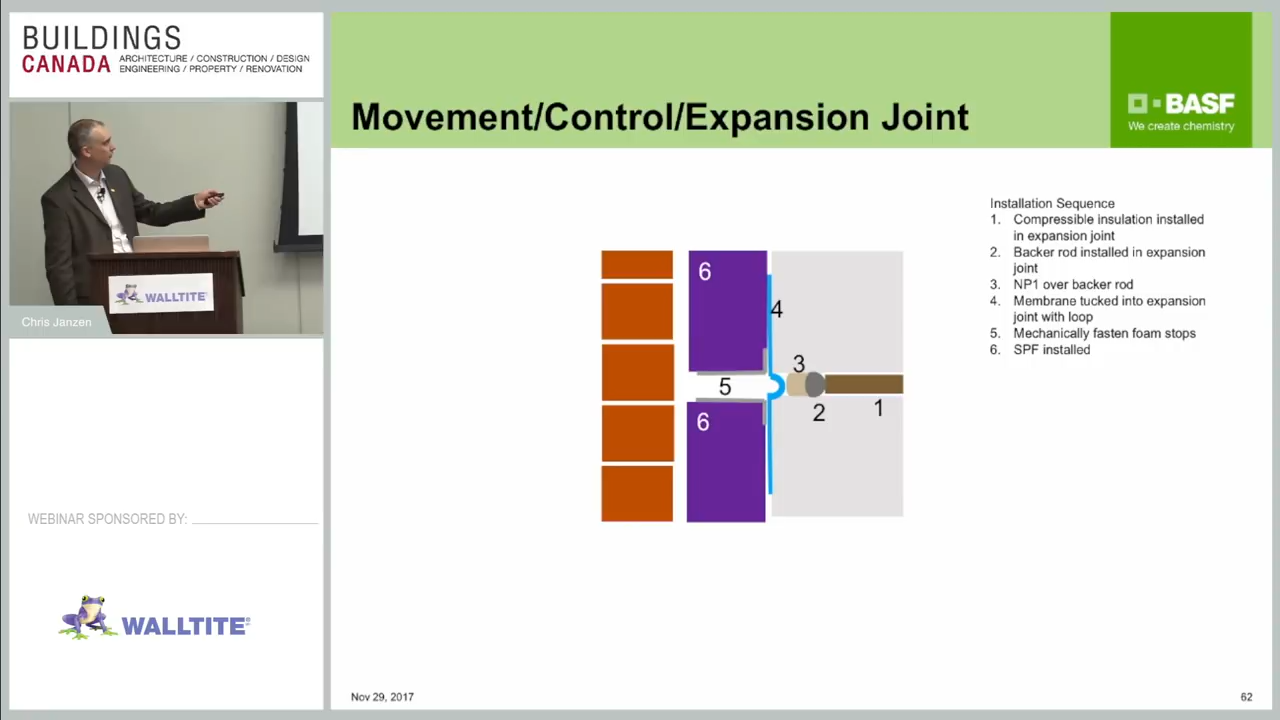 BUILDINGS
CANADA
ARCHITECTURE / CONSTRUCTION / DESIGN
ENGINEERING / PROPERTY / RENOVATION
WALLTITE
Chris Janzen
WEBINAR SPONSORED BY:
WALLTITE®
Movement/Control/Expansion Joint
BASF
We create chemistry
6
4
3
5
2
1
6
Installation Sequence
1. Compressible insulation installed
in expansion joint
2. Backer rod installed in expansion
joint
3. NP1 over backer rod
4. Membrane tucked into expansion
joint with loop
5. Mechanically fasten foam stops
6. SPF installed
Nov 29, 2017
62